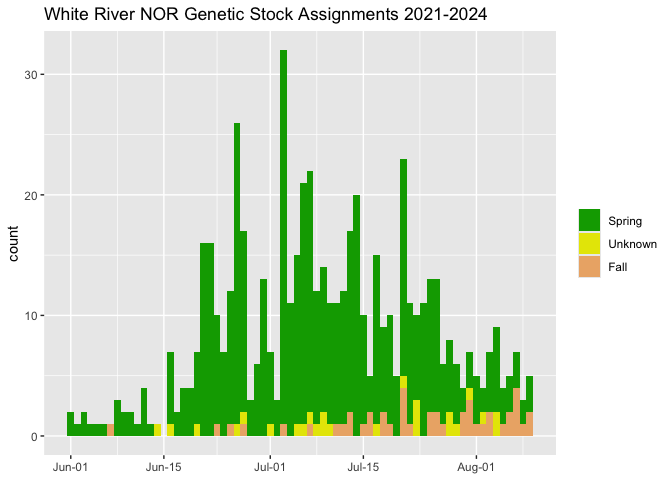 White River NOR Genetic Stock Assignments 2021-2024
30
20
10
0
count
Jun-01 Jun-15 Jul-01 Jul-15 Aug-01
Spring
Unknown
Fall